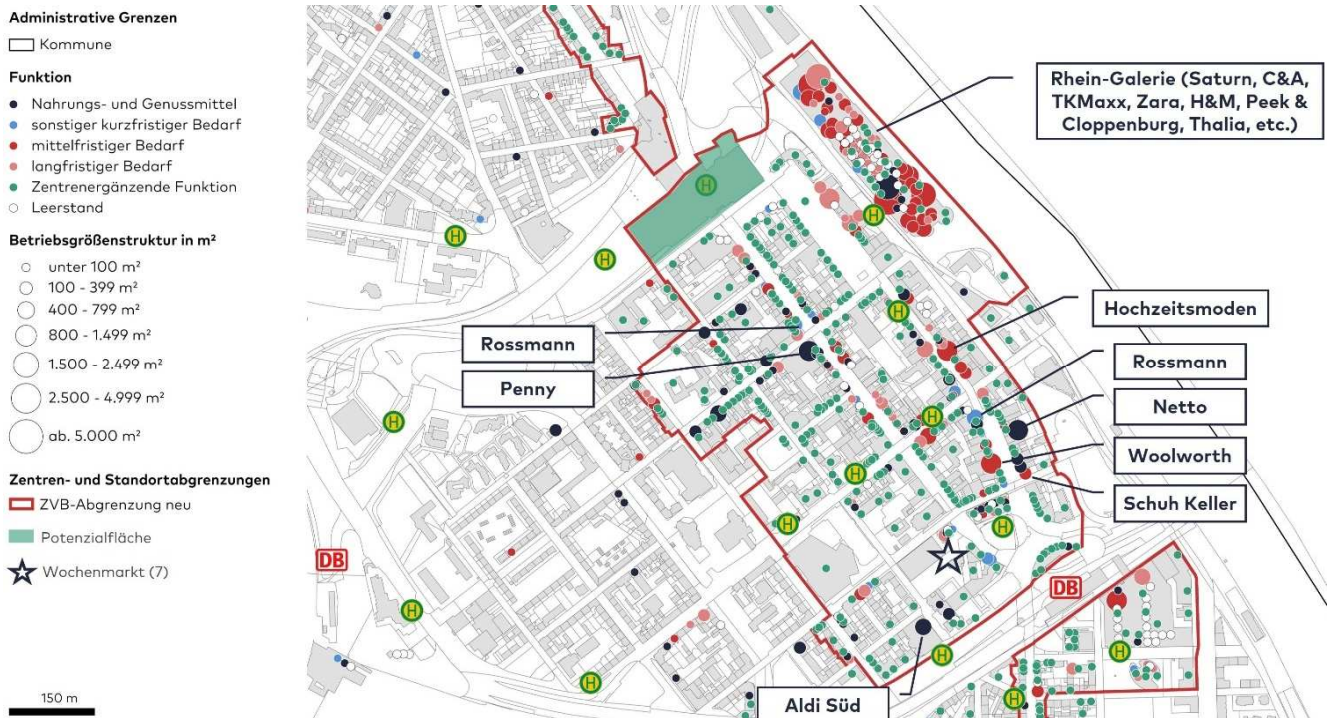 Administrative Grenzen
Kommune
Funktion
Nahrungs- und Genussmittel
sonstiger kurzfristiger Bedarf
mittelfristiger Bedarf
langfristiger Bedarf
Zentrenergänzende Funktion
Leerstand
Betriebsgrößenstruktur in m²
unter 100 m²
100 - 399 m²
400 - 799 m²
800 - 1.499 m²
1.500 - 2.499 m²
2.500 - 4.999 m²
ab. 5.000 m²
Zentren- und Standortabgrenzungen
ZVB-Abgrenzung neu
Potenzialfläche
Wochenmarkt (7)
150 m
Rhein-Galerie (Saturn, C&A,
TKMaxx, Zara, H&M, Peek &
Cloppenburg, Thalia, etc.)
H
H
H
H
H
Hochzeitsmoden
Rossmann
Rossmann
Penny
Netto
H
H
Woolworth
H
Schuh Keller
H
H
DB
DB
H
H
H
H
H
Aldi Süd